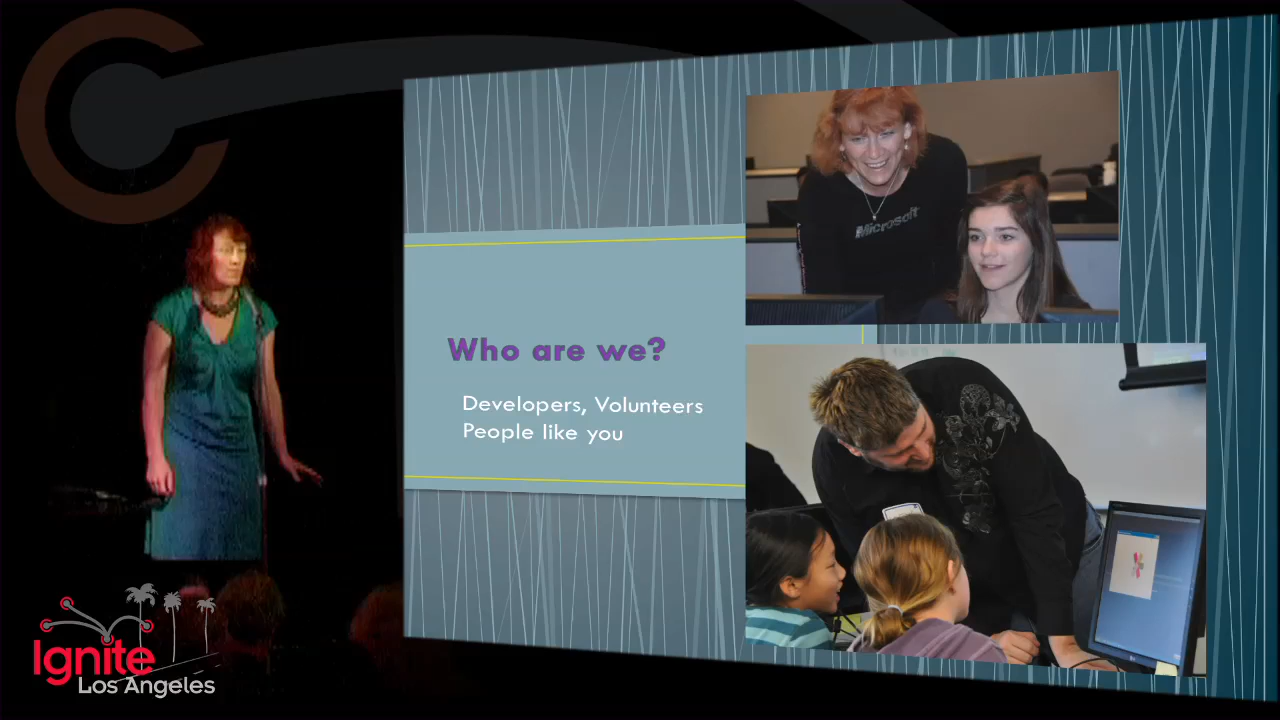 Who are we?
Developers, Volunteers
People like you
Microsoft
Ignite
Los Angeles